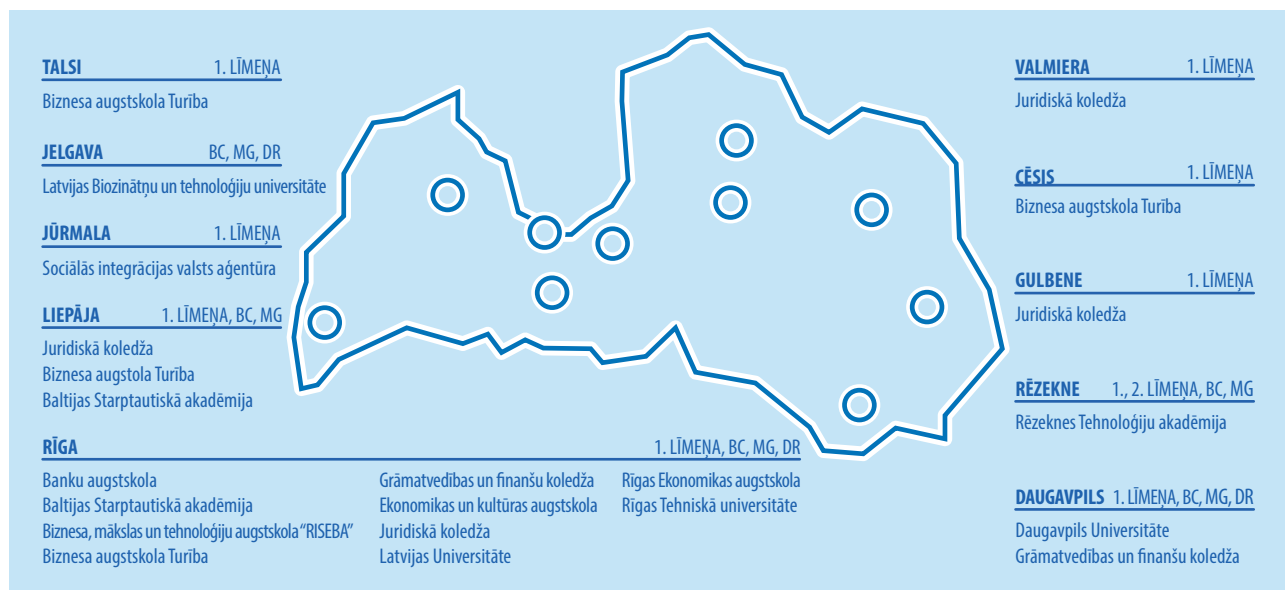 TALSI 1. LĪMEŅA
Biznesa augstskola Turība
JELGAVA BC, MG, DR
Latvijas Biozinātņu un tehnoloģiju universitāte
JŪRMALA 1. LĪMEŅA
Sociālās integrācijas valsts aģentūra
LIEPĀJA 1. LĪMEŅA, BC, MG
Juridiskā koledža
Biznesa augstola Turība
Baltijas Starptautiskā akadēmija
RĪGA 1. LĪMEŅA, BC, MG, DR
Banku augstskola
Baltijas Starptautiskā akadēmija
Biznesa, mākslas un tehnoloģiju augstskola “RISEBA”
Biznesa augstskola Turība
Grāmatvedības un finanšu koledža
Ekonomikas un kultūras augstskola
Juridiskā koledža
Latvijas Universitāte
Rīgas Ekonomikas augstskola
Rīgas Tehniskā universitāte
VALMIERA 1. LĪMEŅA
Juridiskā koledža
CĒSIS 1. LĪMEŅA
Biznesa augstskola Turība
GULBENE 1. LĪMEŅA
Juridiskā koledža
RĒZEKNE 1., 2. LĪMEŅA, BC, MG
Rēzeknes Tehnoloģiju akadēmija
DAUGAVPILS 1. LĪMEŅA, BC, MG, DR
Daugavpils Universitāte
Grāmatvedības un finanšu koledža